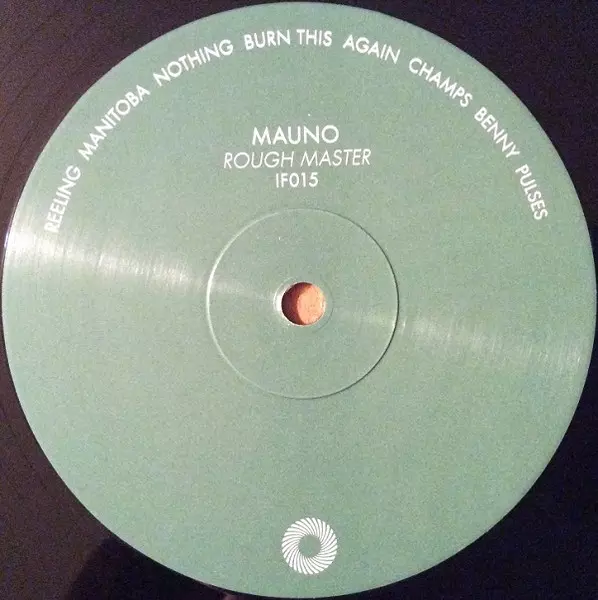 REELING MANITOBA NOTHING BURN THIS AGAIN CHAMPS BENNY PULSES
MAUNO
ROUGH MASTER
IF015